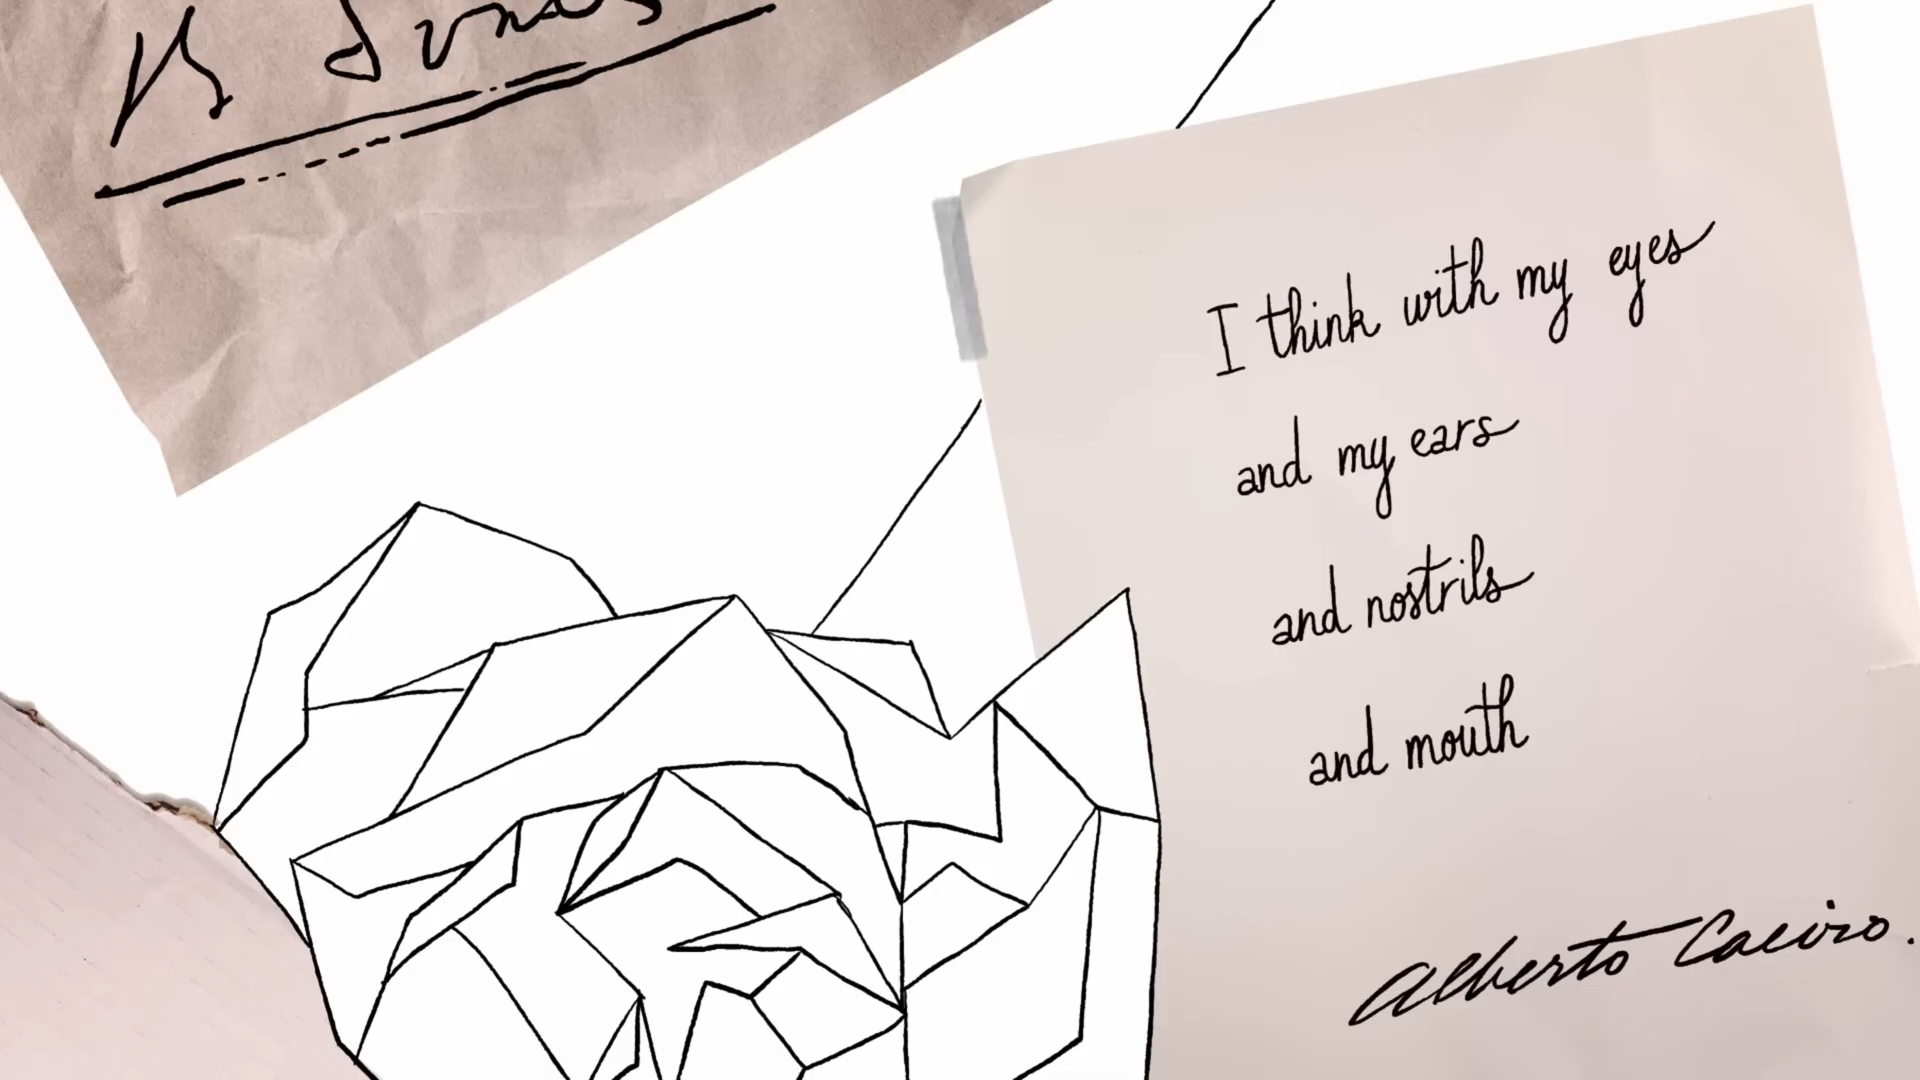 I think with my eyes
and my ears
and nostrils
and mouth
Alberto Caeiro.